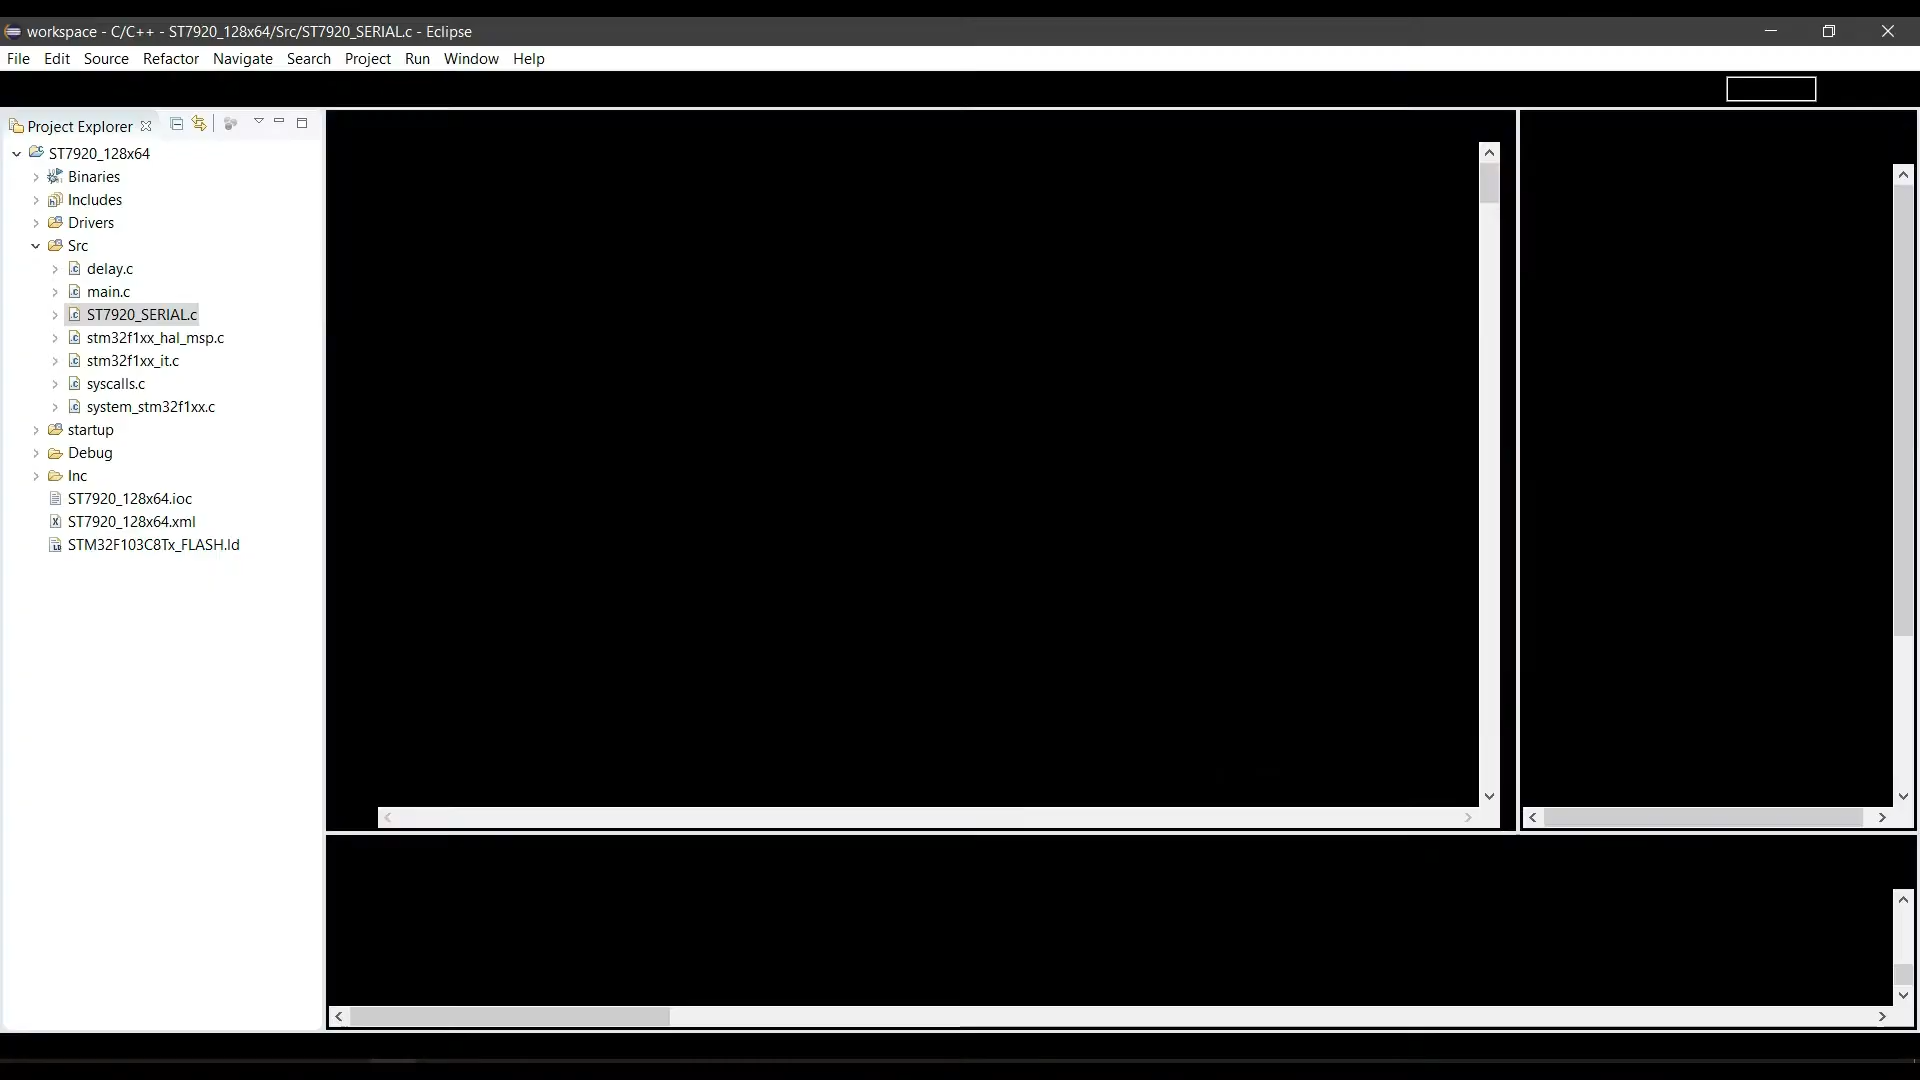 workspace - C/C++ - ST7920_128x64/Src/ST7920_SERIAL.c - Eclipse
File Edit Source Refactor Navigate Search Project Run Window Help
Project Explorer
ST7920_128x64
Binaries
Includes
Drivers
Src
delay.c
main.c
ST7920_SERIAL.c
stm32f1xx_hal_msp.c
stm32f1xx_it.c
syscalls.c
system_stm32f1xx.c
startup
Debug
Inc
ST7920_128x64.ioc
ST7920_128x64.xml
STM32F103C8Tx_FLASH.ld